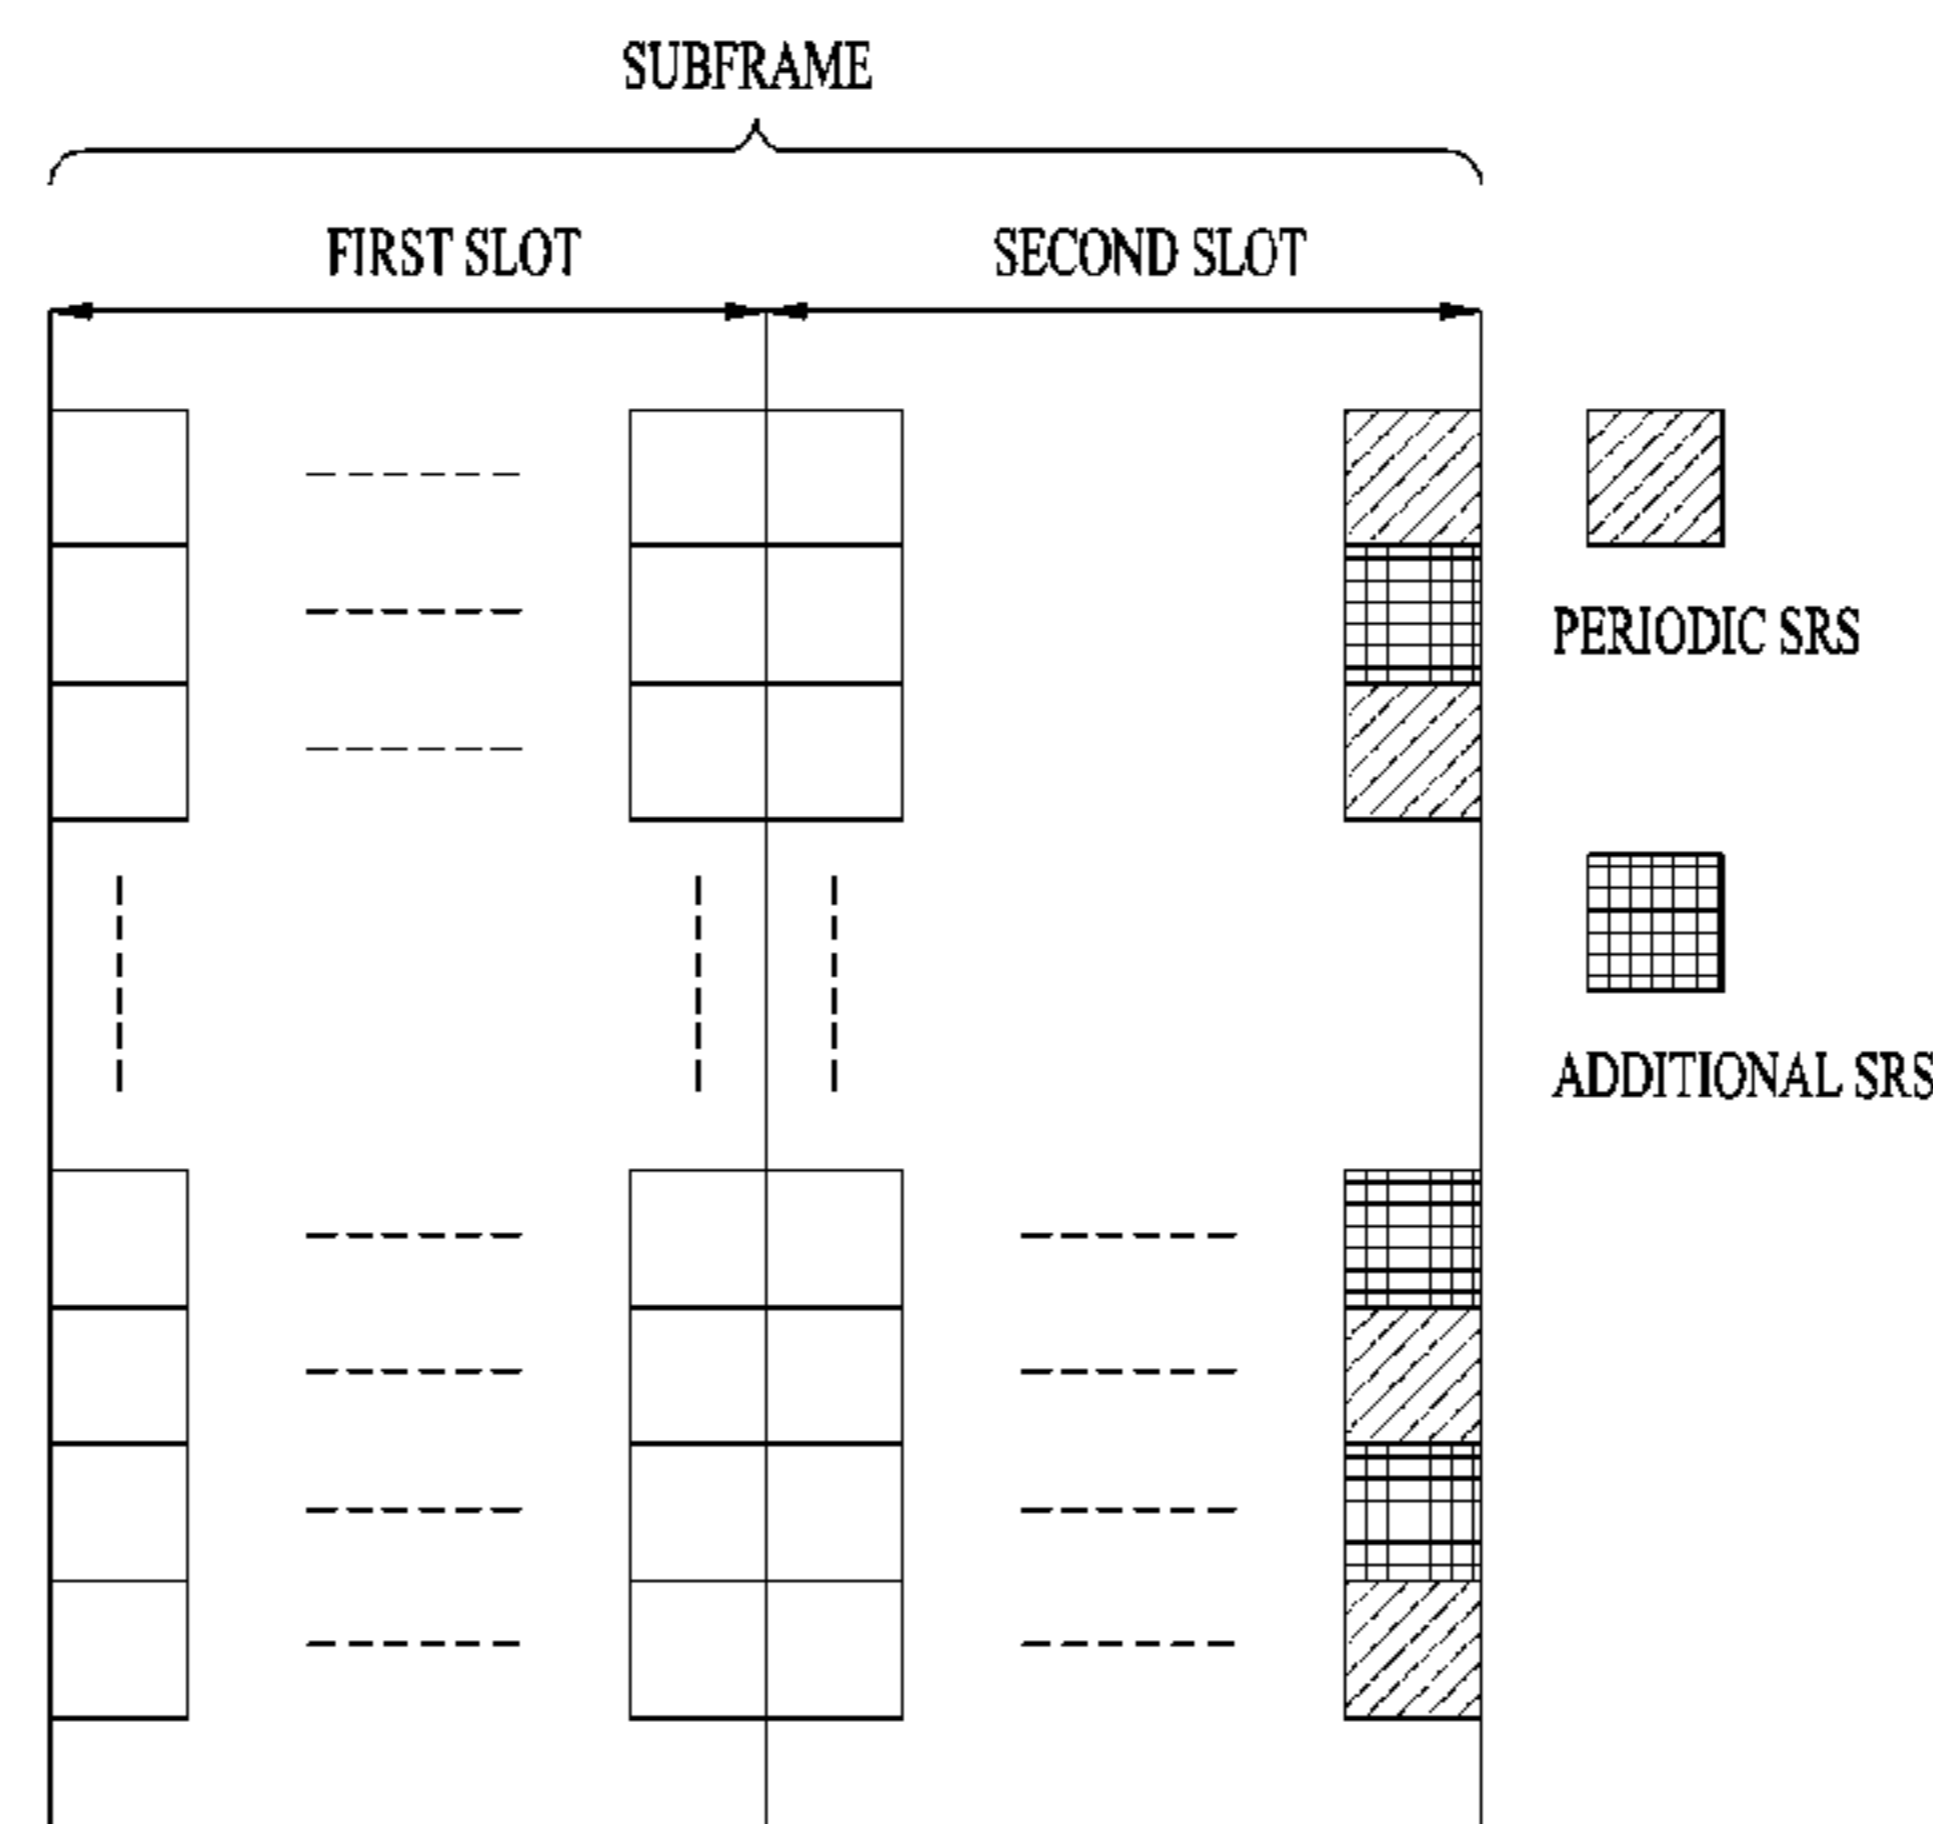 SUBFRAME
FIRST SLOT
SECOND SLOT
PERIODIC SRS
ADDITIONAL SRS